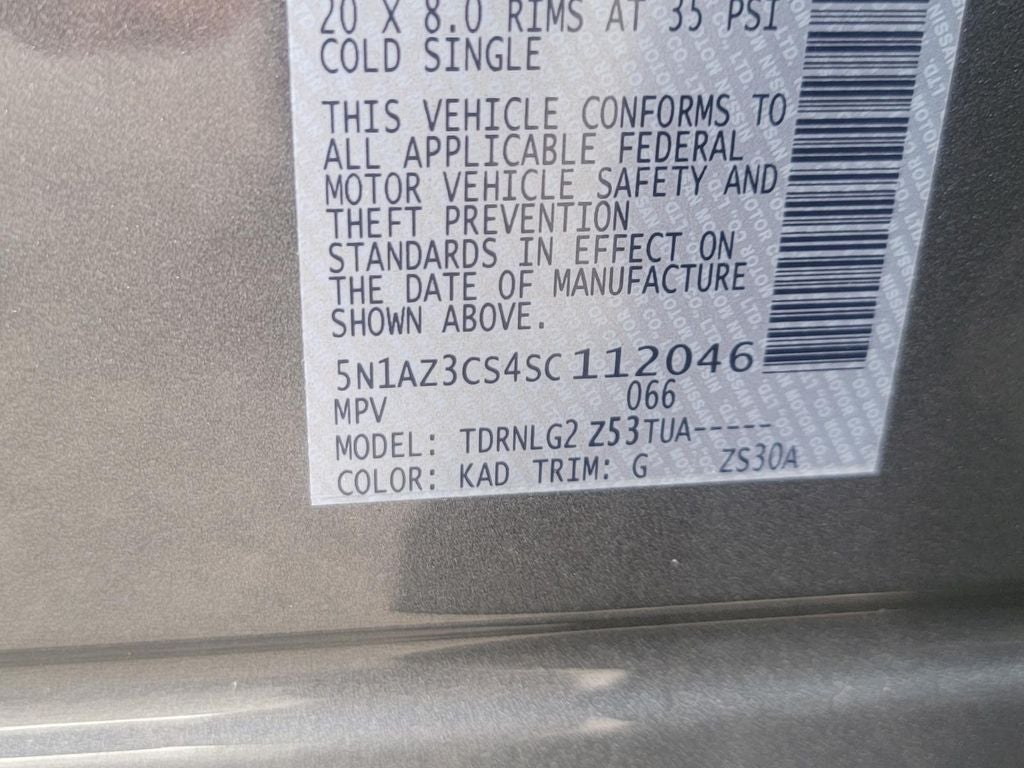 20 X 8.0 RIMS AT 35 PSI
COLD SINGLE
THIS VEHICLE CONFORMS TO
ALL APPLICABLE FEDERAL
MOTOR VEHICLE SAFETY AND
THEFT PREVENTION
STANDARDS IN EFFECT ON
THE DATE OF MANUFACTURE
SHOWN ABOVE.
5N1AZ3CS4SC112046
MPV 066
MODEL: TDRNLG2 Z53TUA-----
COLOR: KAD TRIM: G ZS30A